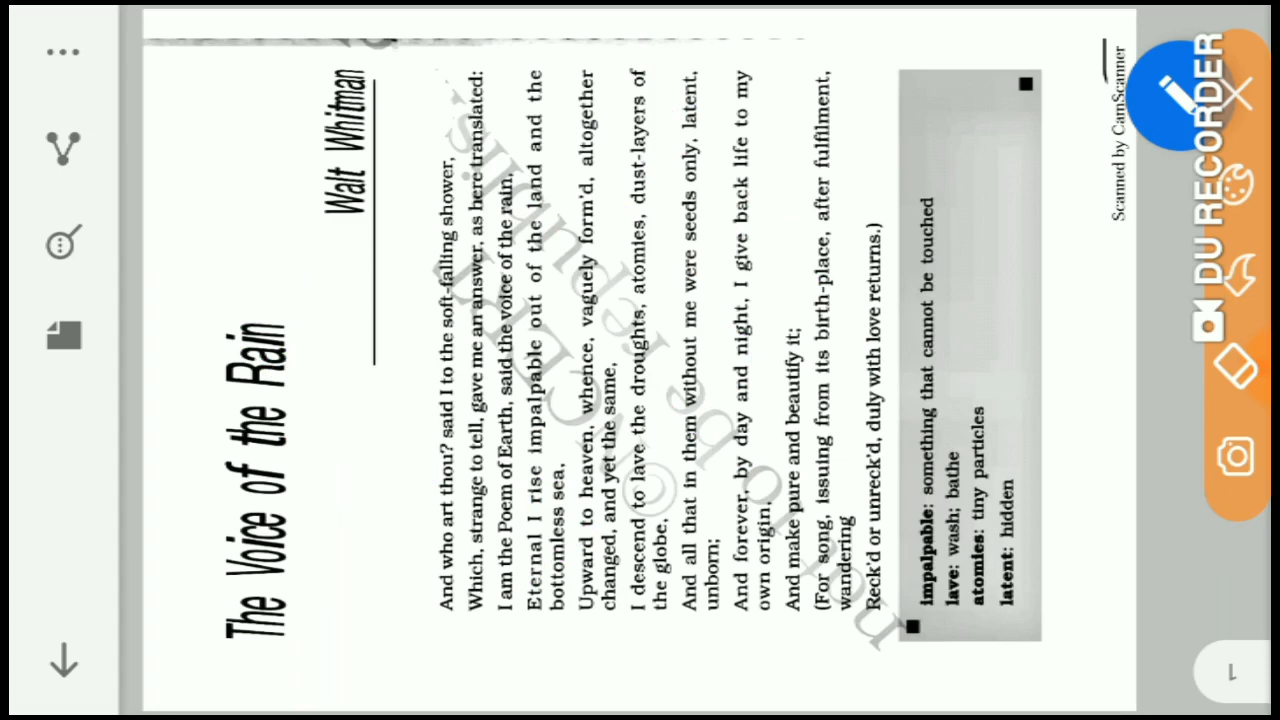 The Voice of the Rain
Walt Whitman
And who art thou? said I to the soft-falling shower,
Which, strange to tell, gave me an answer, as here translated:
I am the Poem of Earth, said the voice of the rain,
Eternal I rise impalpable out of the land and the
bottomless sea,
Upward to heaven, whence, vaguely form'd, altogether
changed, and yet the same,
I descend to lave the droughts, atomies, dust-layers of
the globe,
And all that in them without me were seeds only, latent,
unborn;
And forever, by day and night, I give back life to my
own origin,
And make pure and beautify it;
(For song, issuing from its birth-place, after fulfilment,
wandering
Reck'd or unreck'd, duly with love returns.)
impalpable: something that cannot be touched
lave: wash; bathe
atomies: tiny particles
latent: hidden
©NCERT
not to be republis
Scanned by CamScanner
DU RECORDER
1